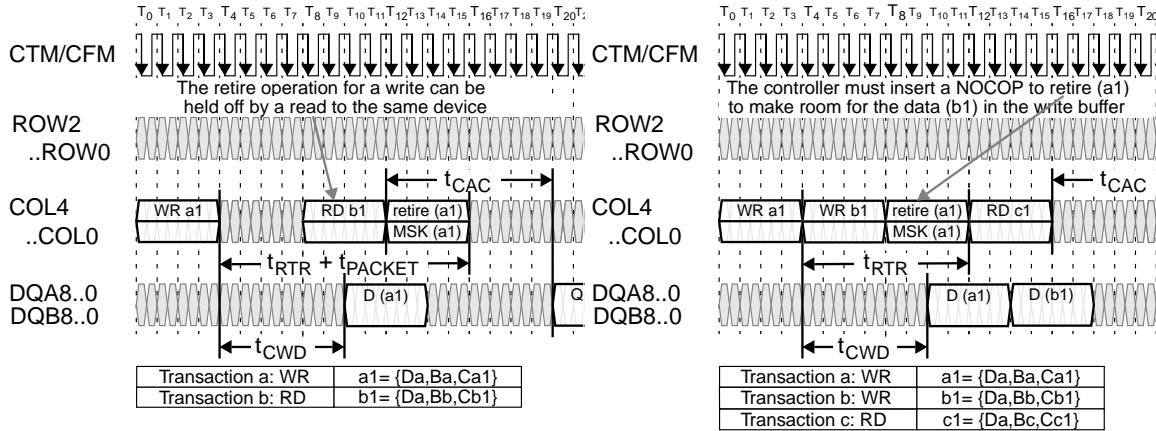 T0 T1 T2 T3 T4 T5 T6 T7 T8 T9 T10 T11 T12 T13 T14 T15 T16 T17 T18 T19 T20
CTM/CFM
The retire operation for a write can be
held off by a read to the same device
ROW2
..ROW0
tCAC
COL4
..COL0
WR a1
RD b1
retire (a1)
MSK (a1)
tRTR + tPACKET
DQA8..0
DQB8..0
D (a1)
Q
tCWD
Transaction a: WR a1= {Da,Ba,Ca1}
Transaction b: RD b1= {Da,Bb,Cb1}
T0 T1 T2 T3 T4 T5 T6 T7 T8 T9 T10 T11 T12 T13 T14 T15 T16 T17 T18 T19 T20
CTM/CFM
The controller must insert a NOCOP to retire (a1)
to make room for the data (b1) in the write buffer
ROW2
..ROW0
tCAC
COL4
..COL0
WR a1
WR b1
retire (a1)
MSK (a1)
RD c1
tRTR
DQA8..0
DQB8..0
D (a1)
D (b1)
tCWD
Transaction a: WR a1= {Da,Ba,Ca1}
Transaction b: WR b1= {Da,Bb,Cb1}
Transaction c: RD c1= {Da,Bc,Cc1}